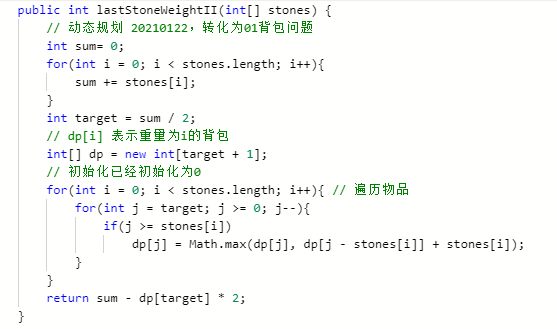 public int lastStoneWeightII(int[] stones) {
    // 动态规划 20210122，转化为01背包问题
    int sum= 0;
    for(int i = 0; i < stones.length; i++){
        sum += stones[i];
    }
    int target = sum / 2;
    // dp[i] 表示重量为i的背包
    int[] dp = new int[target + 1];
    // 初始化已经初始化为0
    for(int i = 0; i < stones.length; i++){ // 遍历物品
        for(int j = target; j >= 0; j--){
            if(j >= stones[i])
                dp[j] = Math.max(dp[j], dp[j - stones[i]] + stones[i]);
        }
    }
    return sum - dp[target] * 2;
}